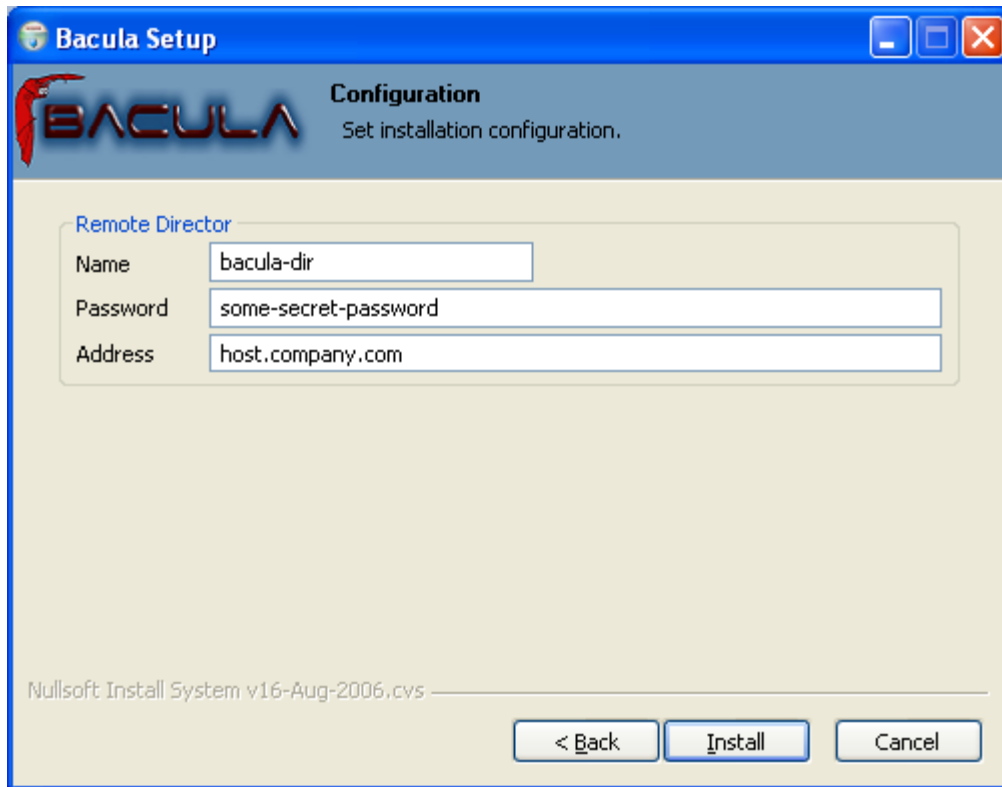 Bacula Setup
BACULA
Configuration
Set installation configuration.
Remote Director
Name bacula-dir
Password some-secret-password
Address host.company.com
Nullsoft Install System v16-Aug-2006.cvs
< Back Install Cancel